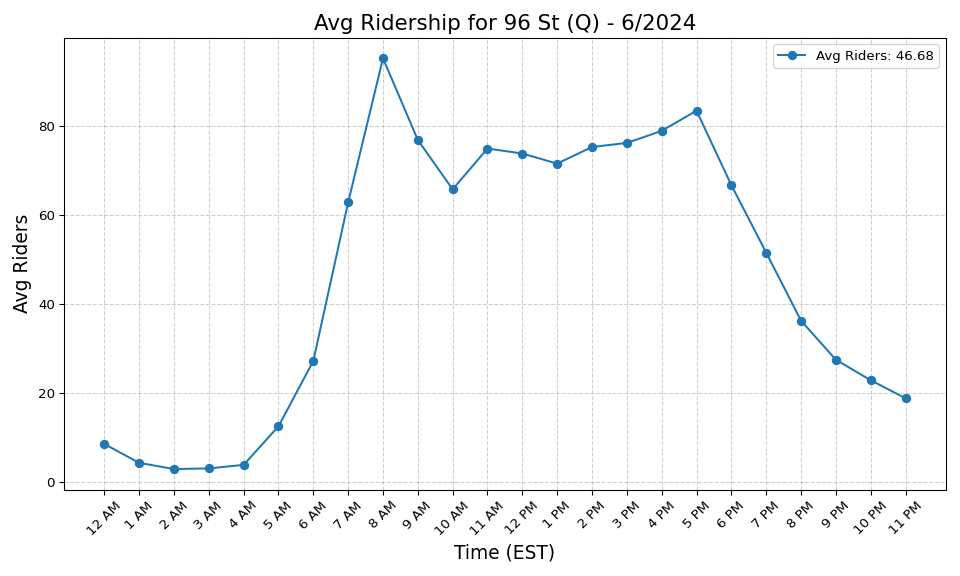 Avg Ridership for 96 St (Q) - 6/2024
Avg Riders: 46.68
Avg Riders
80
60
40
20
0
12 AM
1 AM
2 AM
3 AM
4 AM
5 AM
6 AM
7 AM
8 AM
9 AM
10 AM
11 AM
12 PM
1 PM
2 PM
3 PM
4 PM
5 PM
6 PM
7 PM
8 PM
9 PM
10 PM
11 PM
Time (EST)